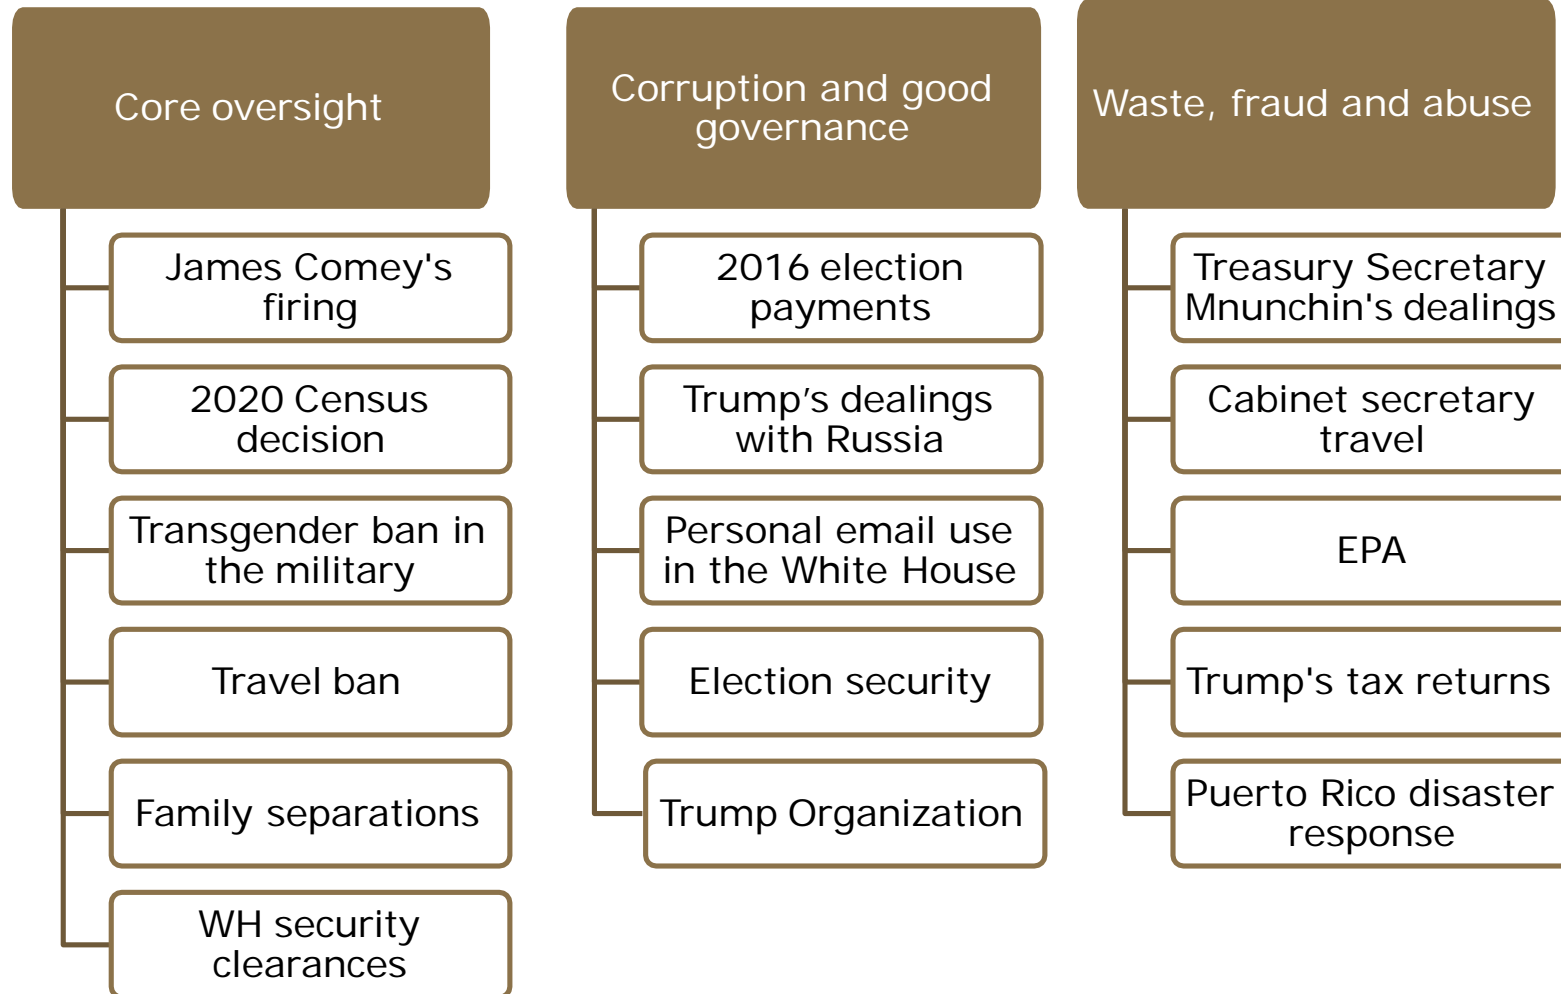 Core oversight
James Comey's
firing
2020 Census
decision
Transgender ban in
the military
Travel ban
Family separations
WH security
clearances
Corruption and good
governance
2016 election
payments
Trump’s dealings
with Russia
Personal email use
in the White House
Election security
Trump Organization
Waste, fraud and abuse
Treasury Secretary
Mnunchin's dealings
Cabinet secretary
travel
EPA
Trump's tax returns
Puerto Rico disaster
response